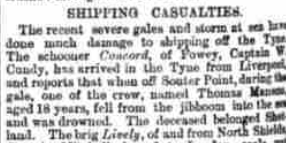 SHIPPING CASUALTIES.
The recent severe gales and storm at sea have
done much damage to shipping off the Tyne.
The schooner Concord, of Fowey, Captain W.
Cundy, has arrived in the Tyne from Liverpool,
and reports that when off Souter Point, during the
gale, one of the crew, named Thomas Manson,
aged 18 years, fell from the jibboom into the sea
and was drowned. The deceased belonged Shet-
land. The brig Lively, of and from North Shields